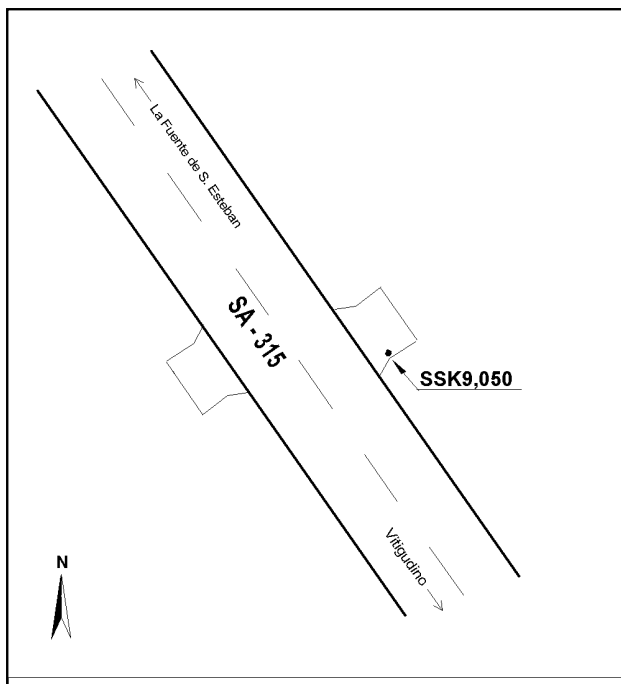 La Fuente de S. Esteban
SA - 315
SSK9,050
Vitigudino
N